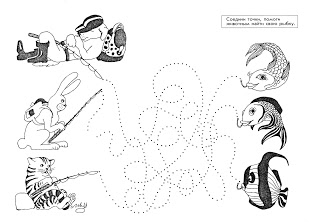 Соедини точки, помоги
животным найти свою рыбку.